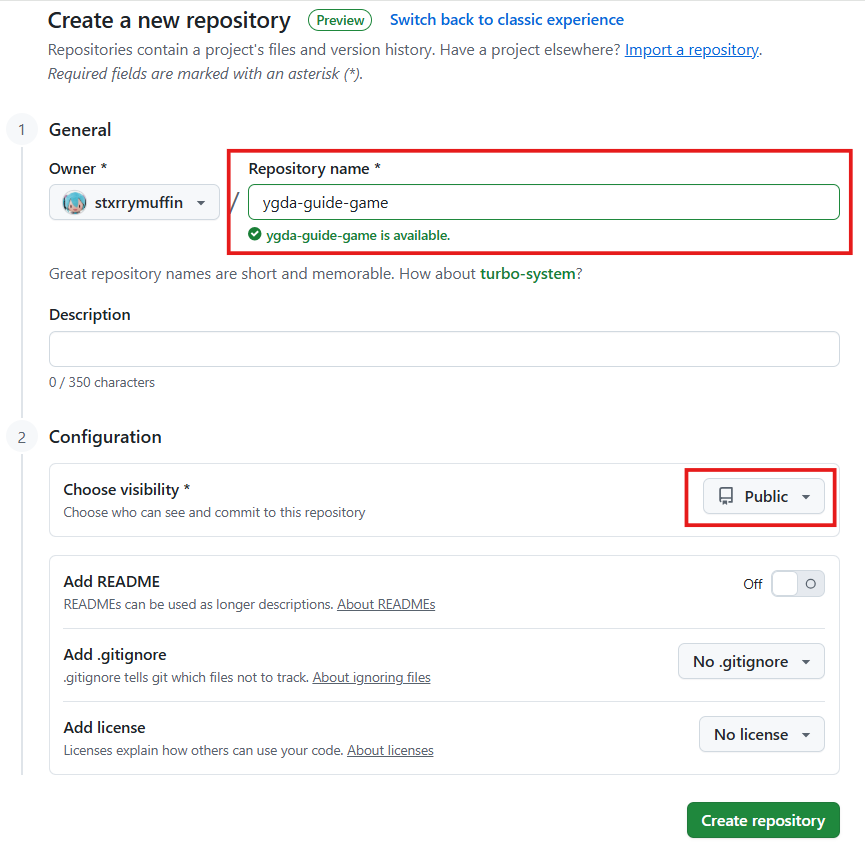 Create a new repository Preview Switch back to classic experience
Repositories contain a project's files and version history. Have a project elsewhere? Import a repository.
Required fields are marked with an asterisk (*).
1 General
Owner * Repository name *
stxrrymuffin / ygda-guide-game
ygda-guide-game is available.
Great repository names are short and memorable. How about turbo-system?
Description
0 / 350 characters
2 Configuration
Choose visibility * Public
Choose who can see and commit to this repository
Add README Off
READMEs can be used as longer descriptions. About READMEs
Add .gitignore No .gitignore
.gitignore tells git which files not to track. About ignoring files
Add license No license
Licenses explain how others can use your code. About licenses
Create repository